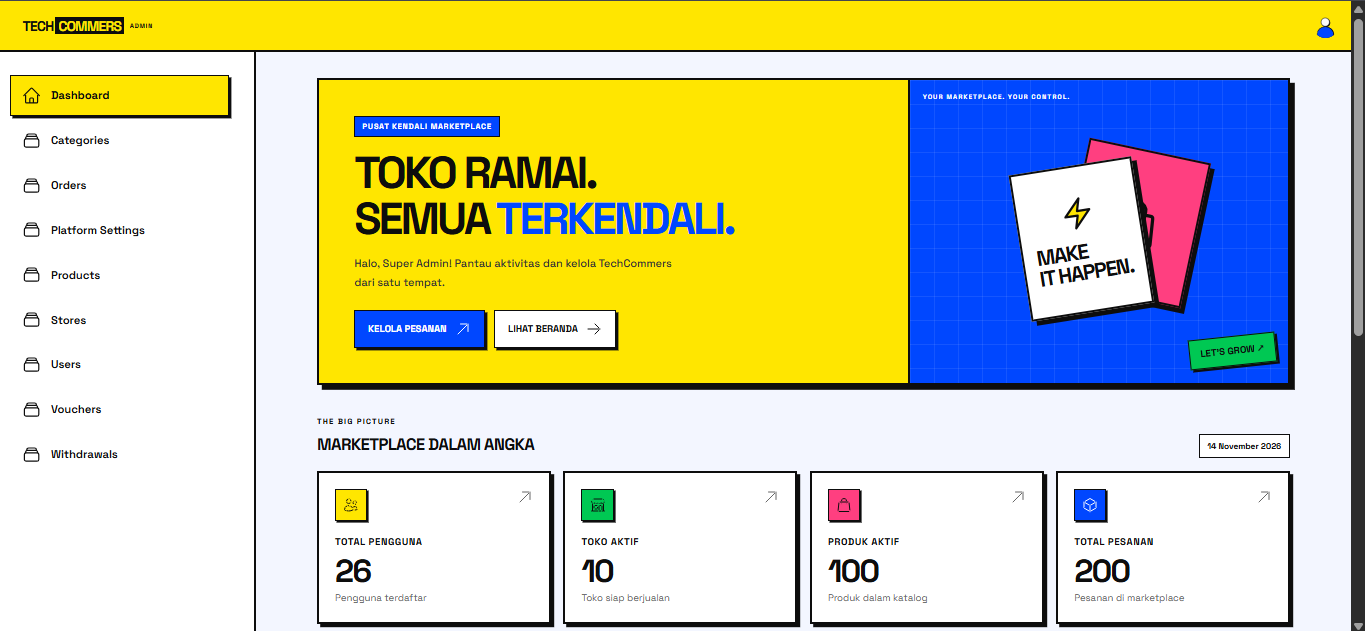 TECH COMMERS ADMIN
Dashboard
Categories
Orders
Platform Settings
Products
Stores
Users
Vouchers
Withdrawals
PUSAT KENDALI MARKETPLACE
TOKO RAMAI.
SEMUA TERKENDALI.
Halo, Super Admin! Pantau aktivitas dan kelola TechCommers
dari satu tempat.
KELOLA PESANAN
LIHAT BERANDA
YOUR MARKETPLACE. YOUR CONTROL.
MAKE
IT HAPPEN.
LET'S GROW ↗
THE BIG PICTURE
MARKETPLACE DALAM ANGKA
14 November 2026
TOTAL PENGGUNA
26
Pengguna terdaftar
TOKO AKTIF
10
Toko siap berjualan
PRODUK AKTIF
100
Produk dalam katalog
TOTAL PESANAN
200
Pesanan di marketplace